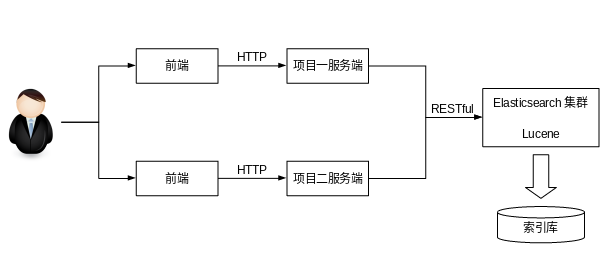 前端
HTTP
项目一服务端
RESTful
Elasticsearch 集群
Lucene
前端
HTTP
项目二服务端
索引库